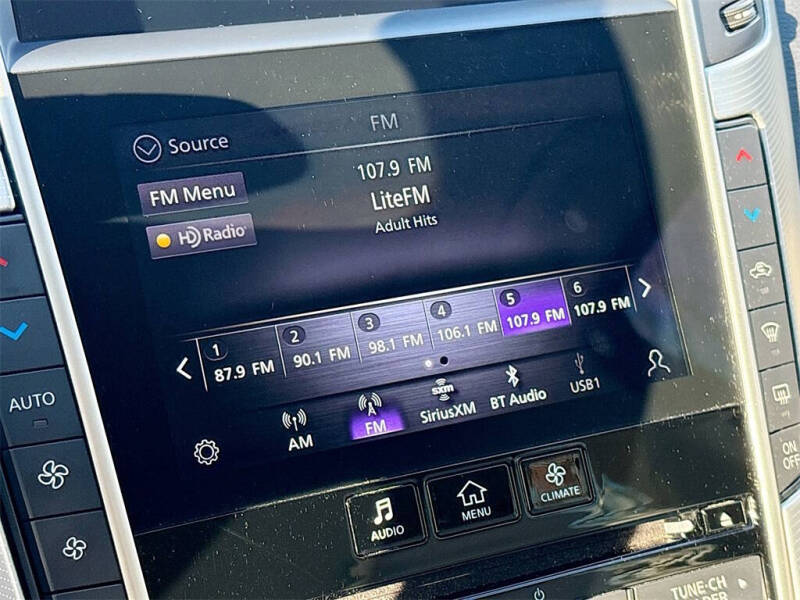 FM
Source
107.9 FM
FM Menu
LiteFM
HD Radio
Adult Hits
1 2 3 4 5 6
87.9 FM 90.1 FM 98.1 FM 106.1 FM 107.9 FM 107.9 FM
AM FM SiriusXM BT Audio USB1
sxm
AUTO
AUDIO
MENU
CLIMATE
ON
OFF
TUNE·CH